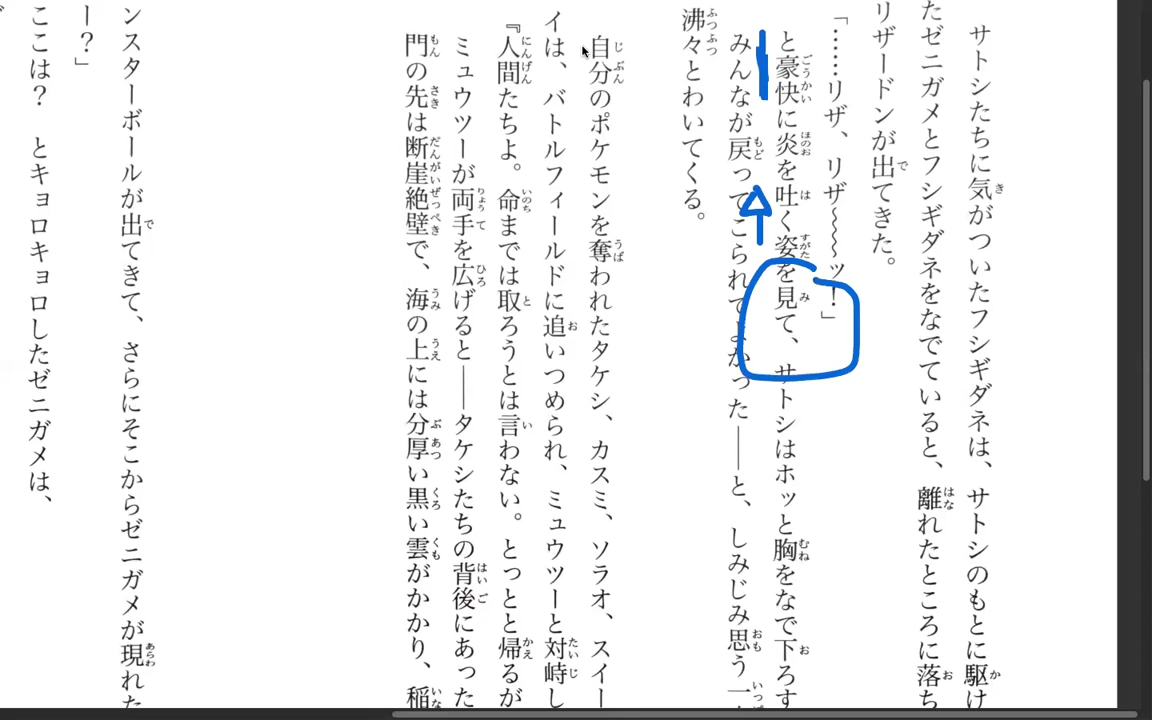 サトシたちに気がついたフシギダネは、サトシのもとに駆け
たゼニガメとフシギダネをなでていると、離れたところに落ち
リザードンが出てきた。
「……リザ、リザ〜〜〜ッ！」
と豪快に炎を吐く姿を見て、サトシはホッと胸をなで下ろす
みんなが戻ってこられてよかった――と、しみじみ思う一
沸々とわいてくる。
自分のポケモンを奪われたタケシ、カスミ、ソラオ、スイー
イは、バトルフィールドに追いつめられ、ミュウツーと対峙し
『人間たちよ。命までは取ろうとは言わない。とっとと帰るが
ミュウツーが両手を広げると――タケシたちの背後にあった
門の先は断崖絶壁で、海の上には分厚い黒い雲がかかり、稲
ンスターボールが出てきて、さらにそこからゼニガメが現れた
ー？」
ここは？　とキョロキョロしたゼニガメは、